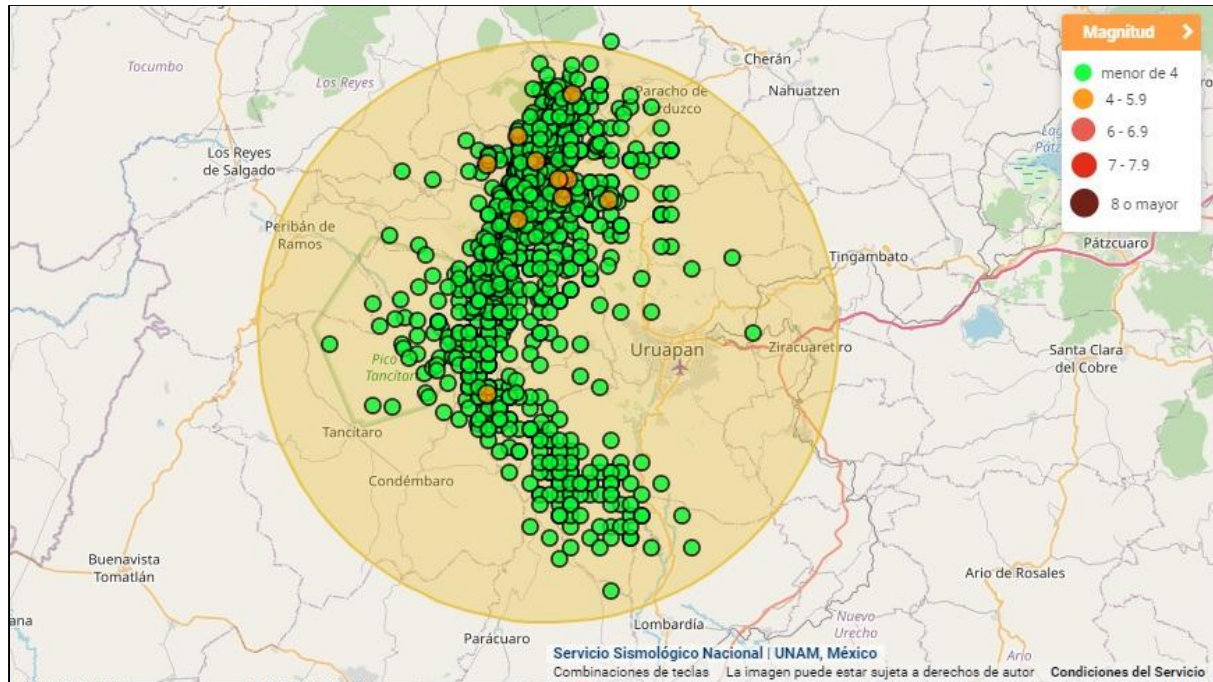 Magnitud
menor de 4
4 - 5.9
6 - 6.9
7 - 7.9
8 o mayor
Tocumbo
Los Reyes
Cherán
Nahuatzen
Paracho de
Los Reyes
de Salgado
Peribán de
Ramos
Tingambato
Pátzcuaro
Uruapan
Ziracuaretiro
Santa Clara
del Cobre
Pico
Tancítaro
Condémbaro
Buenavista
Tomatlán
Ario de Rosales
Nuevo
Urecho
Lombardía
Parácuaro
Ario
Servicio Sismológico Nacional | UNAM, México
Combinaciones de teclas
La imagen puede estar sujeta a derechos de autor
Condiciones del Servicio